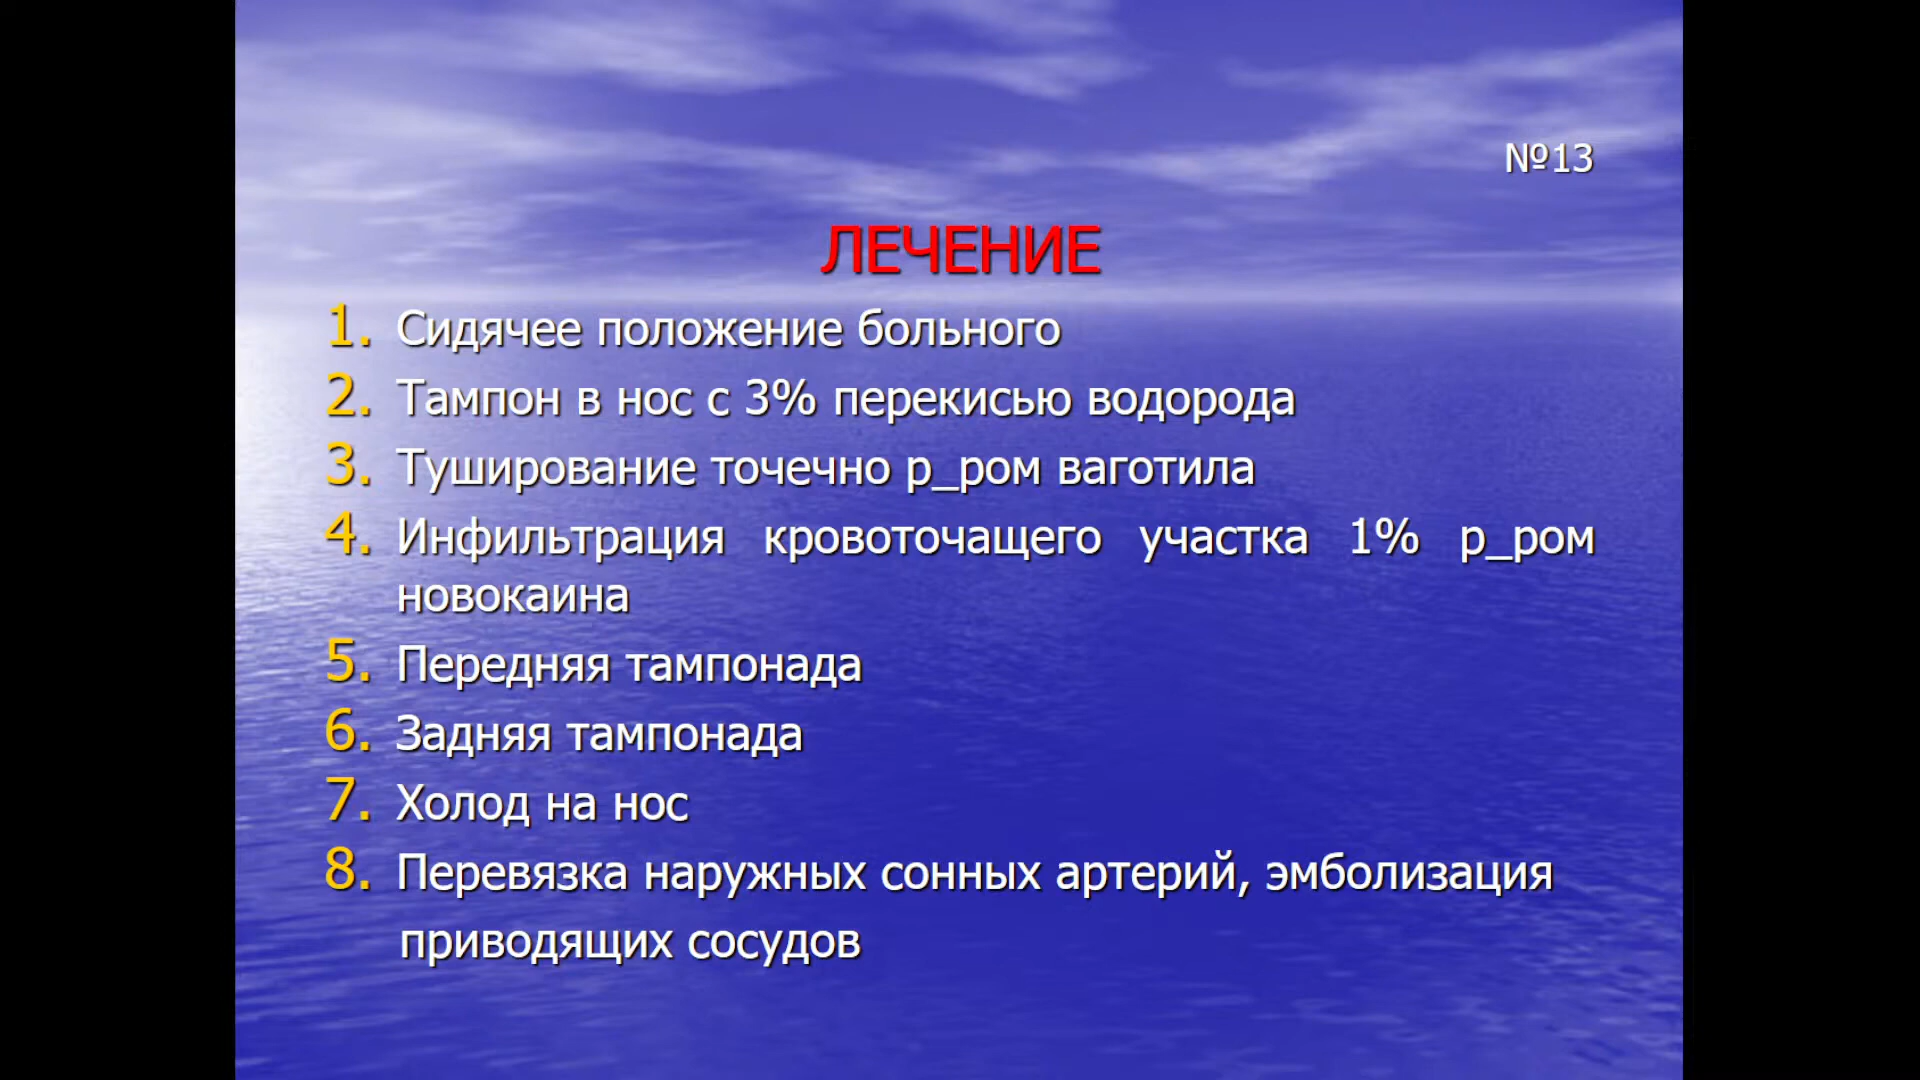 №13
ЛЕЧЕНИЕ
1. Сидячее положение больного
2. Тампон в нос с 3% перекисью водорода
3. Туширование точечно р_ром ваготила
4. Инфильтрация кровоточащего участка 1% р_ром
новокаина
5. Передняя тампонада
6. Задняя тампонада
7. Холод на нос
8. Перевязка наружных сонных артерий, эмболизация
приводящих сосудов